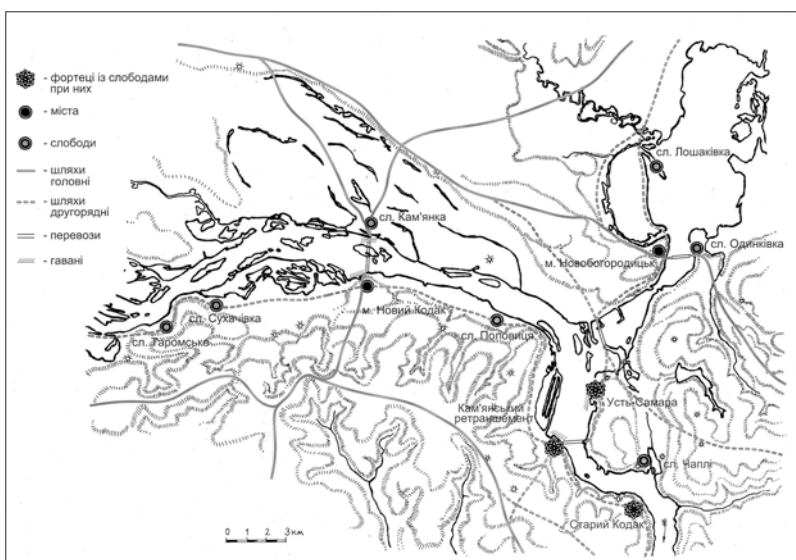 - фортеці із слободами
при них
- міста
- слободи
- шляхи
головні
- шляхи
другорядні
- перевози
- гавані
сл. Лошаківка
сл. Кам'янка
сл. Одинківка
м. Новобогородицьк
м. Новий Кодак
сл. Сухачівка
сл. Таромське
сл. Половиця
Усть-Самара
Кам'янський
ретраншемент
сл. Чаплі
Старий Кодак
0 1 2 3 км